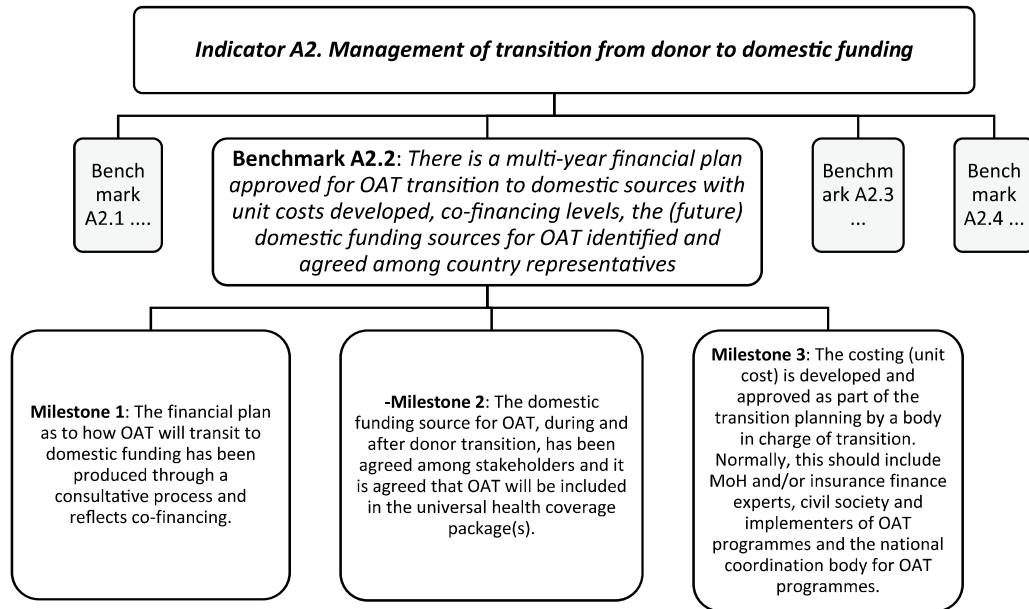 Indicator A2. Management of transition from donor to domestic funding
Bench
mark
A2.1 ....
Benchmark A2.2: There is a multi-year financial plan
approved for OAT transition to domestic sources with
unit costs developed, co-financing levels, the (future)
domestic funding sources for OAT identified and
agreed among country representatives
Benchm
ark A2.3
...
Bench
mark
A2.4 ...
Milestone 1: The financial plan
as to how OAT will transit to
domestic funding has been
produced through a
consultative process and
reflects co-financing.
-Milestone 2: The domestic
funding source for OAT, during and
after donor transition, has been
agreed among stakeholders and it
is agreed that OAT will be included
in the universal health coverage
package(s).
Milestone 3: The costing (unit
cost) is developed and
approved as part of the
transition planning by a body
in charge of transition.
Normally, this should include
MoH and/or insurance finance
experts, civil society and
implementers of OAT
programmes and the national
coordination body for OAT
programmes.